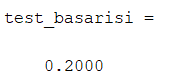 test_basarisi =
0.2000